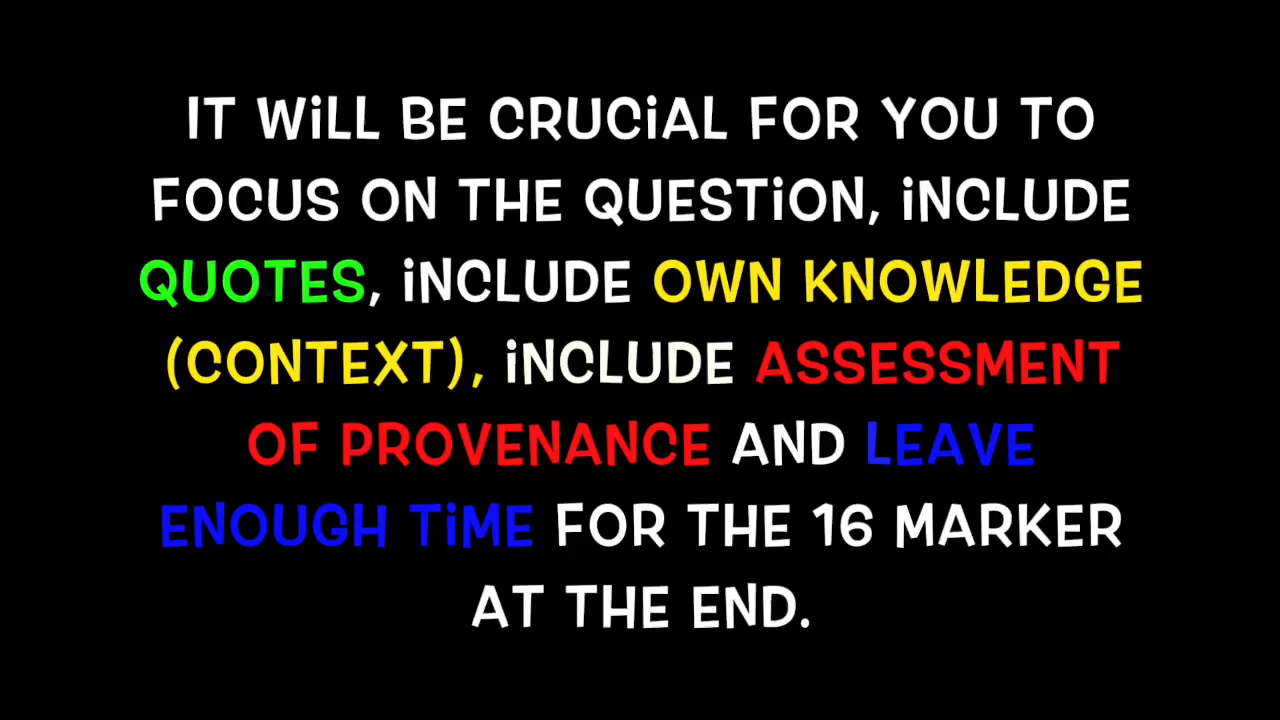 IT WiLL BE CRUCiAL FOR YOU TO
FOCUS ON THE QUESTiON, iNCLUDE
QUOTES, iNCLUDE OWN KNOWLEDGE
(CONTEXT), iNCLUDE ASSESSMENT
OF PROVENANCE AND LEAVE
ENOUGH TiME FOR THE 16 MARKER
AT THE END.